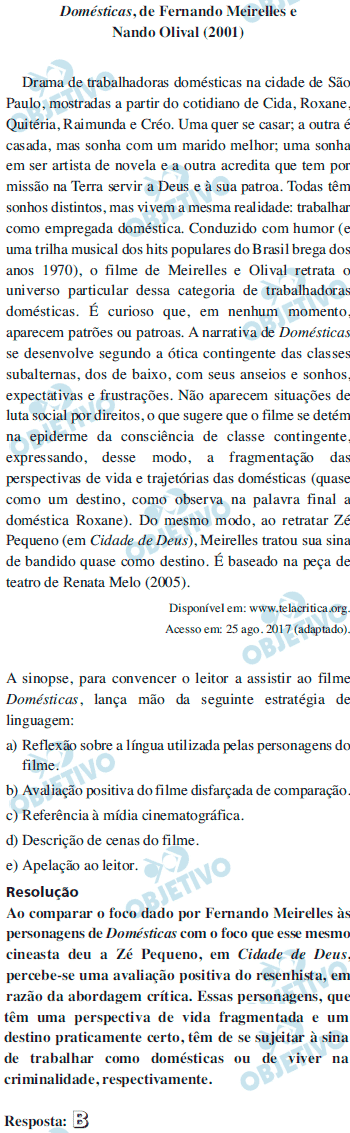 Domésticas, de Fernando Meirelles e
Nando Olival (2001)
Drama de trabalhadoras domésticas na cidade de São
Paulo, mostradas a partir do cotidiano de Cida, Roxane,
Quitéria, Raimunda e Créo. Uma quer se casar; a outra é
casada, mas sonha com um marido melhor; uma sonha
em ser artista de novela e a outra acredita que tem por
missão na Terra servir a Deus e à sua patroa. Todas têm
sonhos distintos, mas vivem a mesma realidade: trabalhar
como empregada doméstica. Conduzido com humor (e
uma trilha musical dos hits populares do Brasil brega dos
anos 1970), o filme de Meirelles e Olival retrata o
universo particular dessa categoria de trabalhadoras
domésticas. É curioso que, em nenhum momento,
aparecem patrões ou patroas. A narrativa de Domésticas
se desenvolve segundo a ótica contingente das classes
subalternas, dos de baixo, com seus anseios e sonhos,
expectativas e frustrações. Não aparecem situações de
luta social por direitos, o que sugere que o filme se detém
na epiderme da consciência de classe contingente,
expressando, desse modo, a fragmentação das
perspectivas de vida e trajetórias das domésticas (quase
como um destino, como observa na palavra final a
doméstica Roxane). Do mesmo modo, ao retratar Zé
Pequeno (em Cidade de Deus), Meirelles tratou sua sina
de bandido quase como destino. É baseado na peça de
teatro de Renata Melo (2005).
Disponível em: www.telacritica.org.
Acesso em: 25 ago. 2017 (adaptado).
A sinopse, para convencer o leitor a assistir ao filme
Domésticas, lança mão da seguinte estratégia de
linguagem:
a) Reflexão sobre a língua utilizada pelas personagens do
filme.
b) Avaliação positiva do filme disfarçada de comparação.
c) Referência à mídia cinematográfica.
d) Descrição de cenas do filme.
e) Apelação ao leitor.
Resolução
Ao comparar o foco dado por Fernando Meirelles às
personagens de Domésticas com o foco que esse mesmo
cineasta deu a Zé Pequeno, em Cidade de Deus,
percebe-se uma avaliação positiva do resenhista, em
razão da abordagem crítica. Essas personagens, que
têm uma perspectiva de vida fragmentada e um
destino praticamente certo, têm de se sujeitar à sina
de trabalhar como domésticas ou de viver na
criminalidade, respectivamente.
Resposta: B